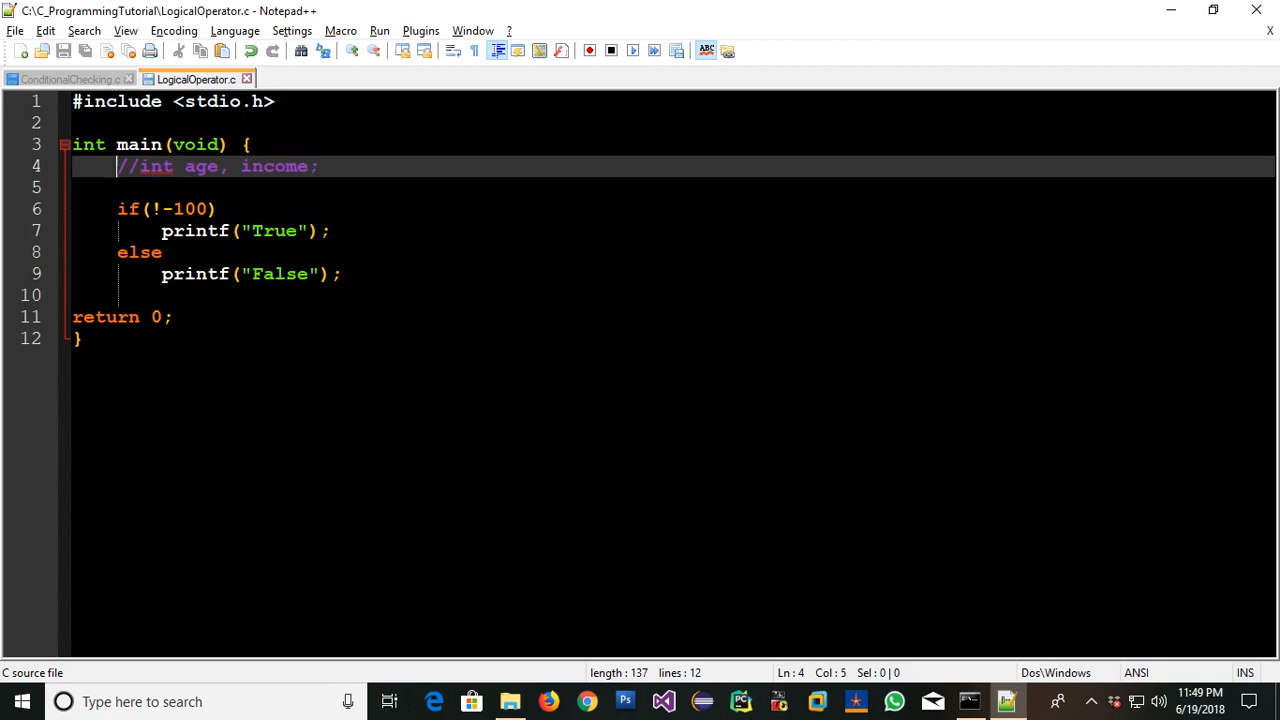 C:\C_ProgrammingTutorial\LogicalOperator.c - Notepad++
File Edit Search View Encoding Language Settings Macro Run Plugins Window ?
X
ABC
ConditionalChecking.c LogicalOperator.c
1 #include <stdio.h>
2
3 int main(void) {
4 //int age, income;
5
6 if(!-100)
7 printf("True");
8 else
9 printf("False");
10
11 return 0;
12 }
C source file length : 137 lines : 12 Ln : 4 Col : 5 Sel : 0 | 0 Dos\Windows ANSI INS
Type here to search Ps PC 11:49 PM
6/19/2018